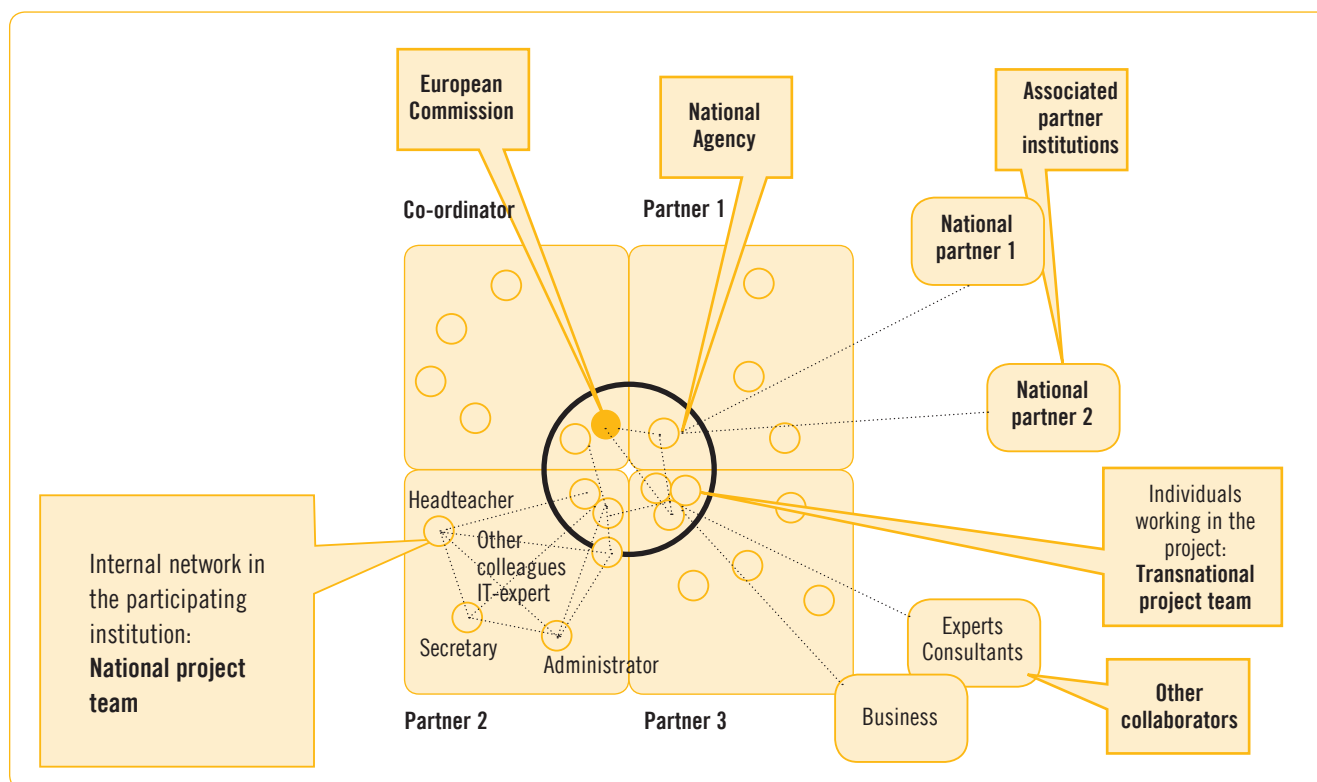 European
Commission
National
Agency
Associated
partner
institutions
Co-ordinator
Partner 1
National
partner 1
National
partner 2
Headteacher
Other
colleagues
IT-expert
Secretary
Administrator
Internal network in
the participating
institution:
National project
team
Individuals
working in the
project:
Transnational
project team
Experts
Consultants
Business
Other
collaborators
Partner 2
Partner 3